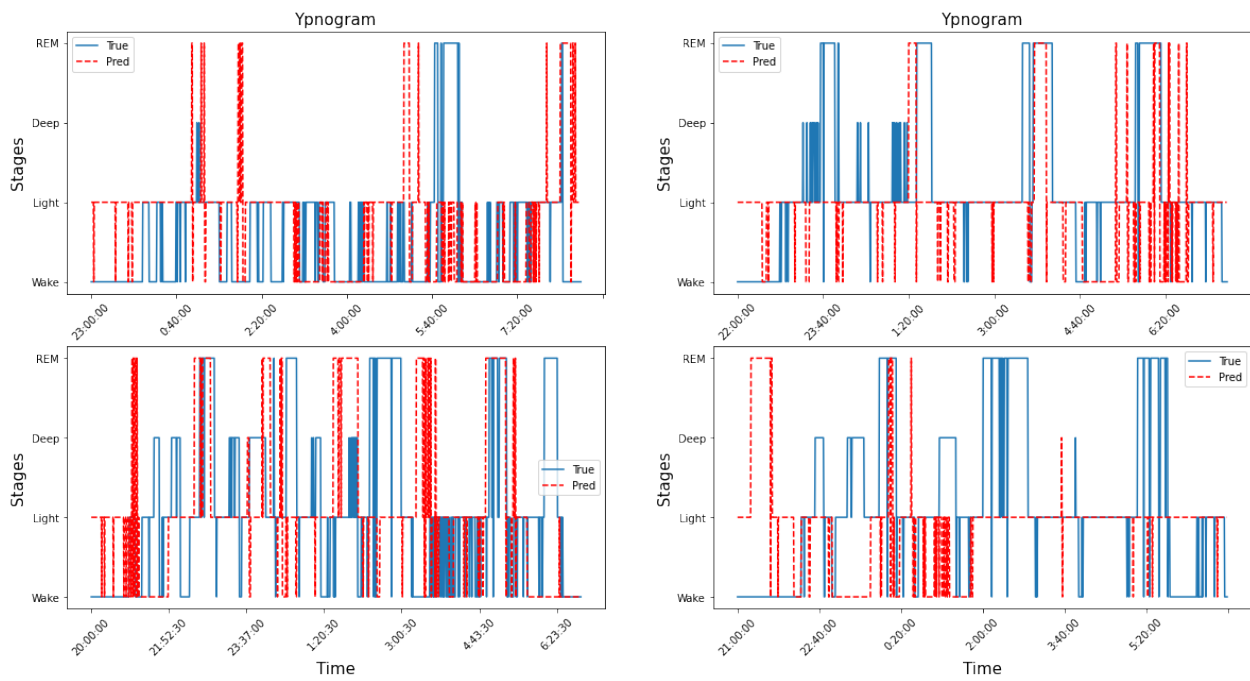 Ypnogram
REM
Deep
Light
Wake
Stages
True
Pred
23:00:00
0:40:00
2:20:00
4:00:00
5:40:00
7:20:00
Ypnogram
REM
Deep
Light
Wake
Stages
True
Pred
22:00:00
23:40:00
1:20:00
3:00:00
4:40:00
6:20:00
REM
Deep
Light
Wake
Stages
True
Pred
20:00:00
21:52:30
23:37:00
1:20:30
3:00:30
4:43:30
6:23:30
Time
REM
Deep
Light
Wake
Stages
True
Pred
21:00:00
22:40:00
0:20:00
2:00:00
3:40:00
5:20:00
Time